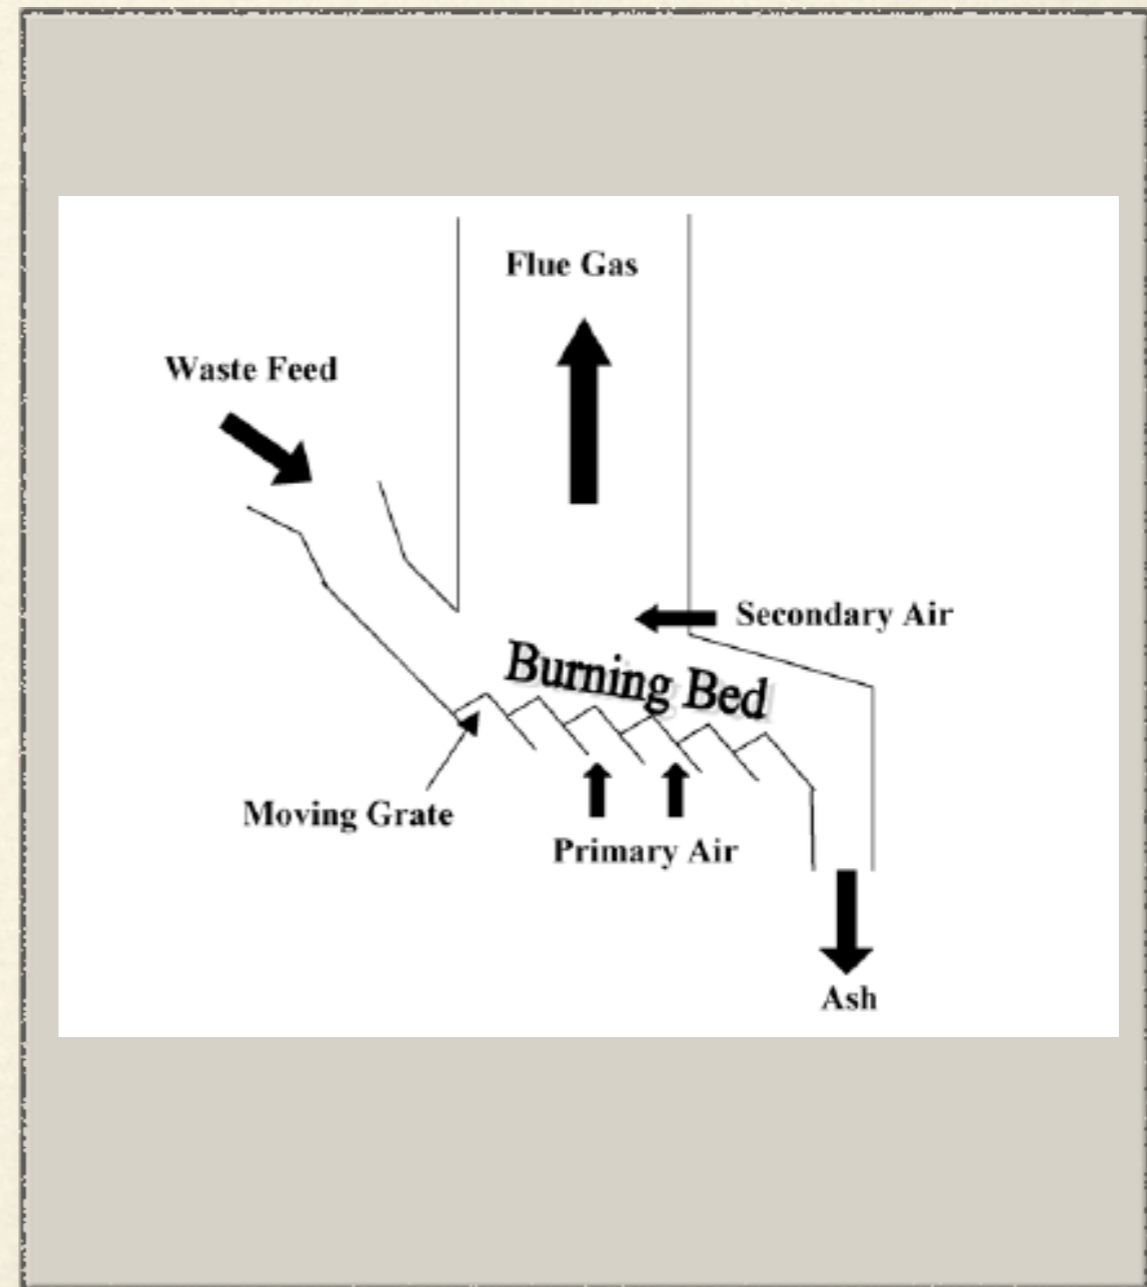 Flue Gas
Waste Feed
Secondary Air
Burning Bed
Moving Grate
Primary Air
Ash